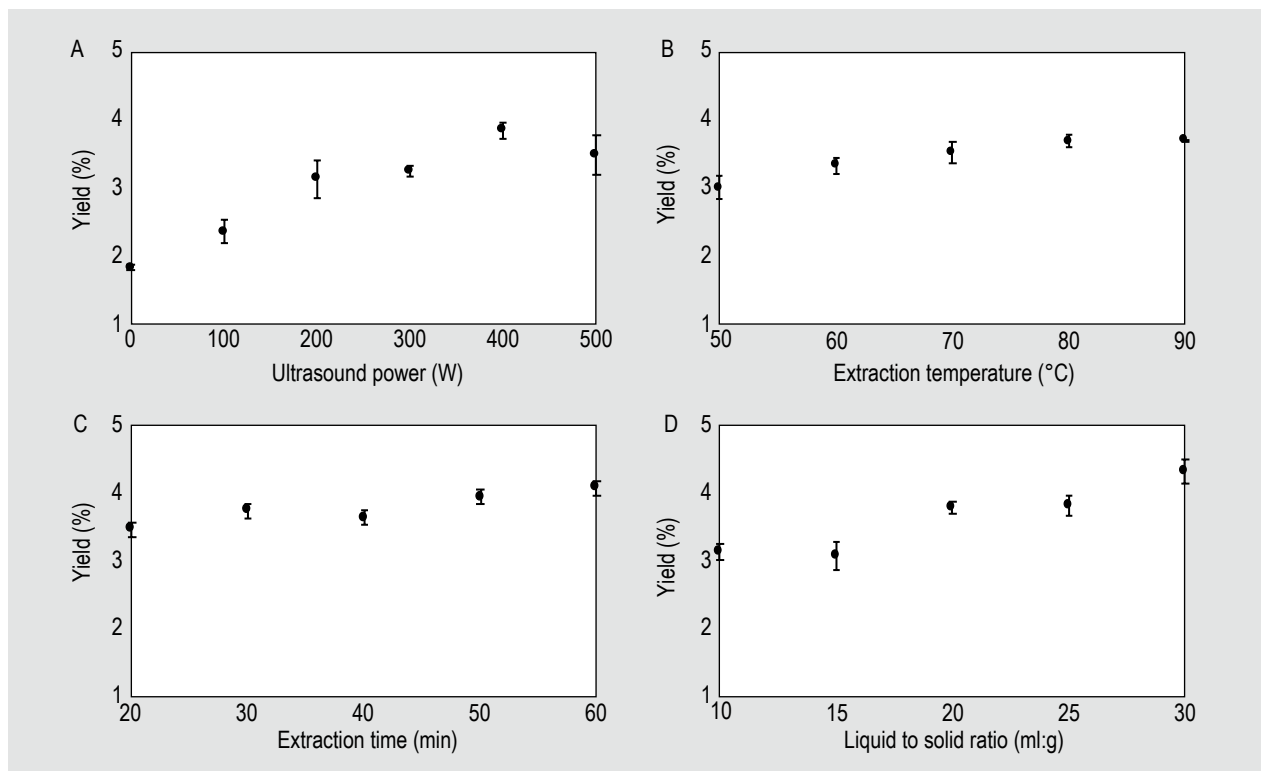 A
5
4
3
2
1
Yield (%)
0 100 200 300 400 500
Ultrasound power (W)
B
5
4
3
2
1
Yield (%)
50 60 70 80 90
Extraction temperature (°C)
C
5
4
3
2
1
Yield (%)
20 30 40 50 60
Extraction time (min)
D
5
4
3
2
1
Yield (%)
10 15 20 25 30
Liquid to solid ratio (ml:g)